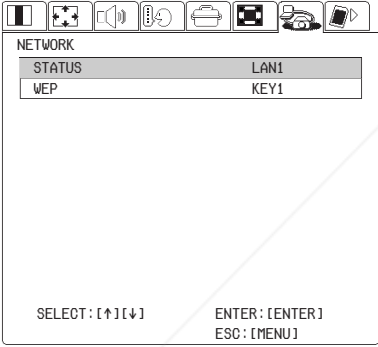 NETWORK
STATUS LAN1
WEP KEY1
SELECT:[↑][↓] ENTER:[ENTER]
ESC:[MENU]